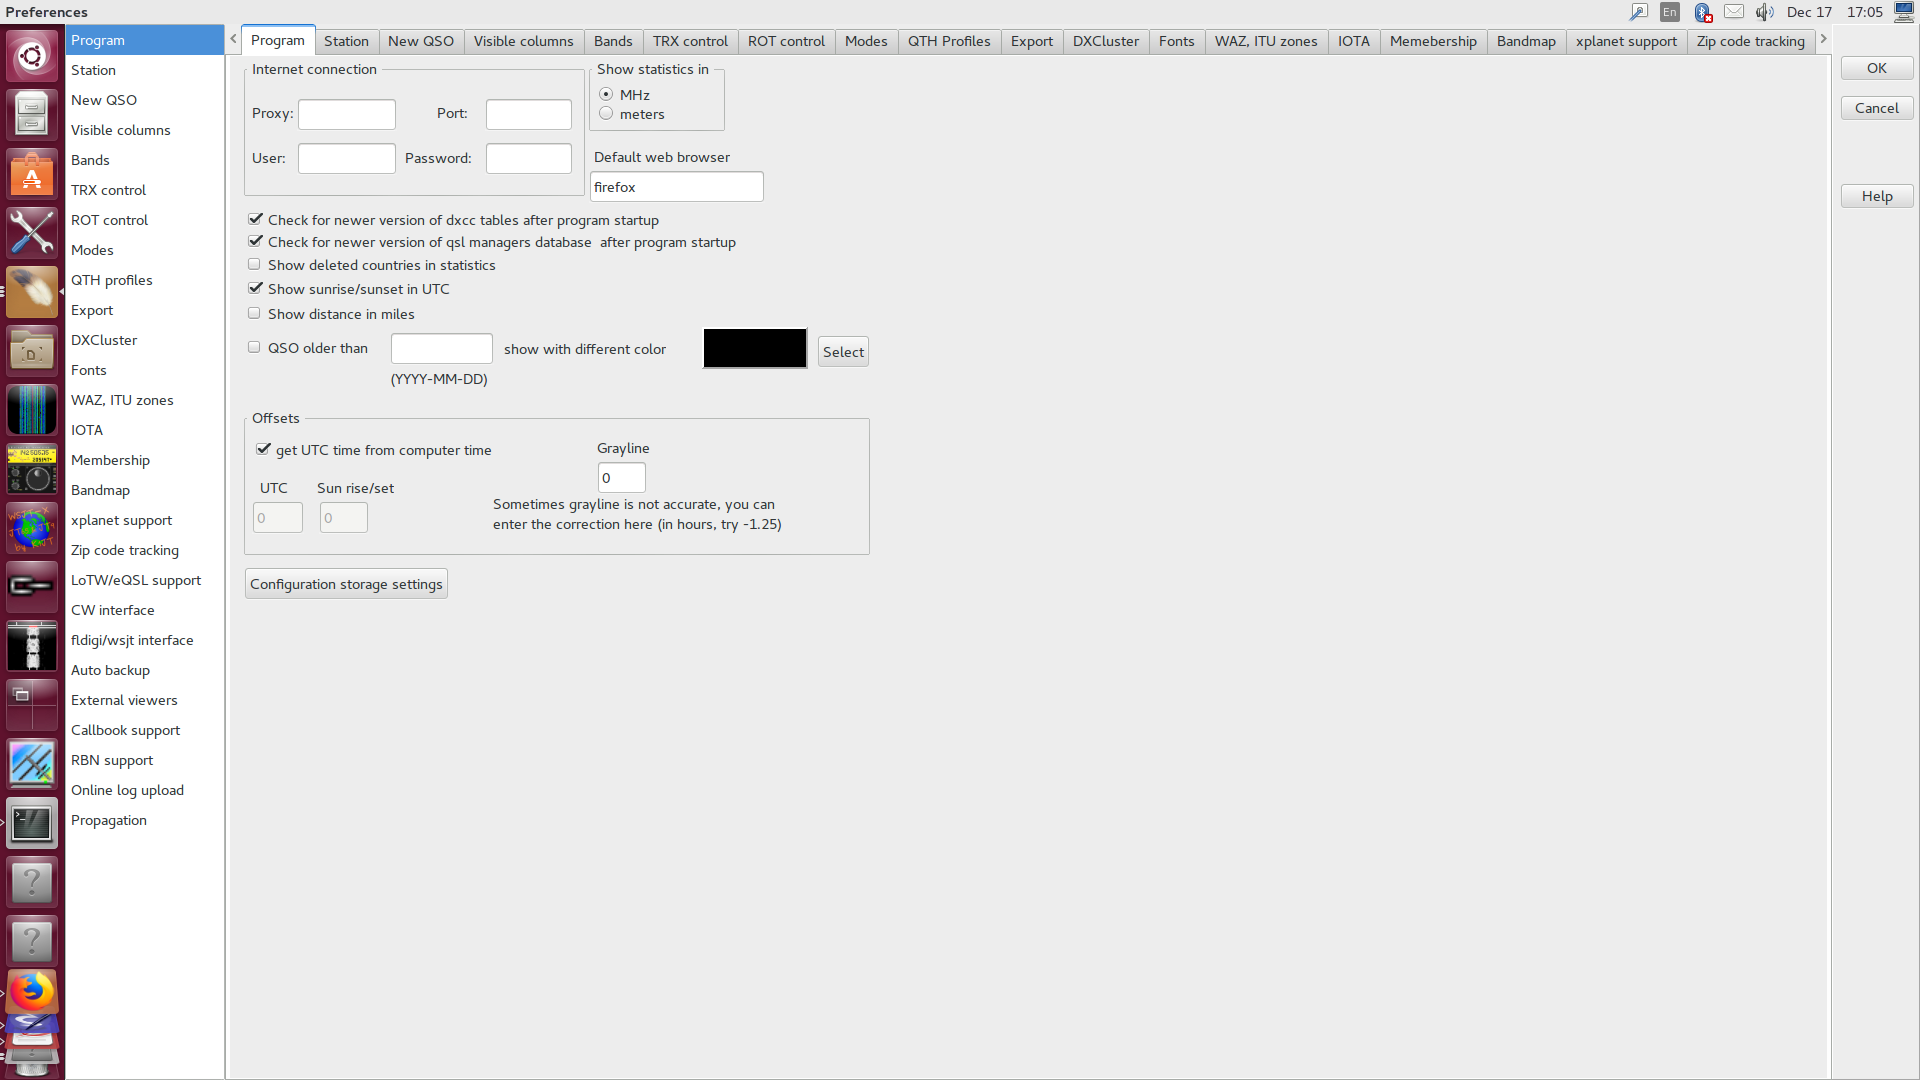 Preferences
En
Dec 17 17:05
Program
Station
New QSO
Visible columns
Bands
TRX control
ROT control
Modes
QTH profiles
Export
DXCluster
Fonts
WAZ, ITU zones
IOTA
Membership
Bandmap
xplanet support
Zip code tracking
LoTW/eQSL support
CW interface
fldigi/wsjt interface
Auto backup
External viewers
Callbook support
RBN support
Online log upload
Propagation
Program Station New QSO Visible columns Bands TRX control ROT control Modes QTH Profiles Export DXCluster Fonts WAZ, ITU zones IOTA Memebership Bandmap xplanet support Zip code tracking
Internet connection
Proxy: Port:
User: Password:
Show statistics in
MHz
meters
Default web browser
firefox
Check for newer version of dxcc tables after program startup
Check for newer version of qsl managers database  after program startup
Show deleted countries in statistics
Show sunrise/sunset in UTC
Show distance in miles
QSO older than show with different color Select
(YYYY-MM-DD)
Offsets
get UTC time from computer time
UTC Sun rise/set
0 0
Grayline
0
Sometimes grayline is not accurate, you can
enter the correction here (in hours, try -1.25)
Configuration storage settings
OK
Cancel
Help